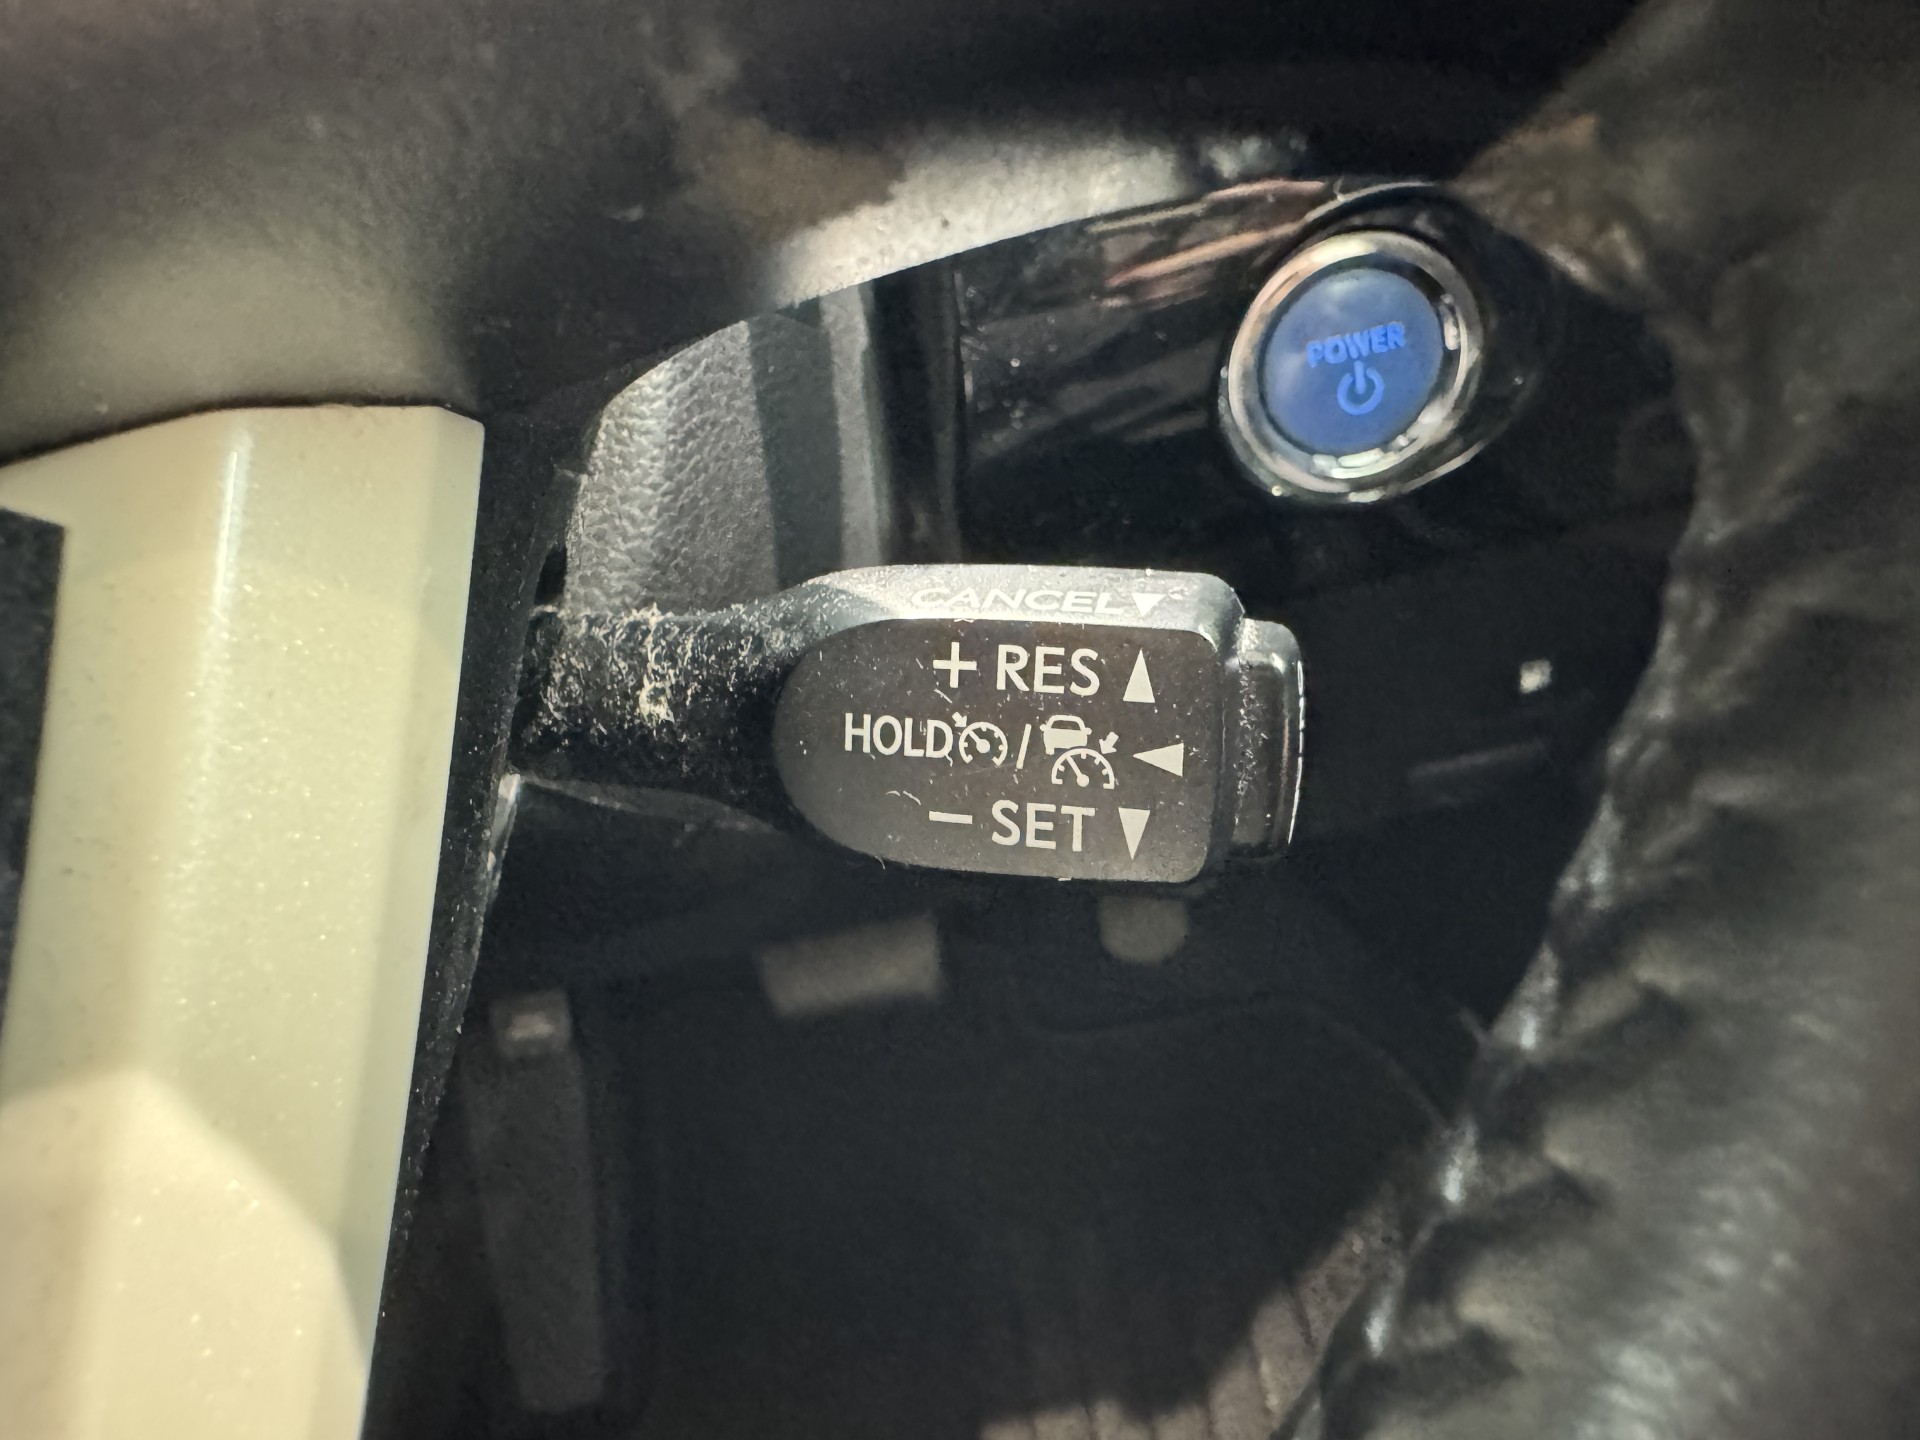 POWER
CANCEL▼
+ RES ▲
HOLD / ◀
− SET ▼